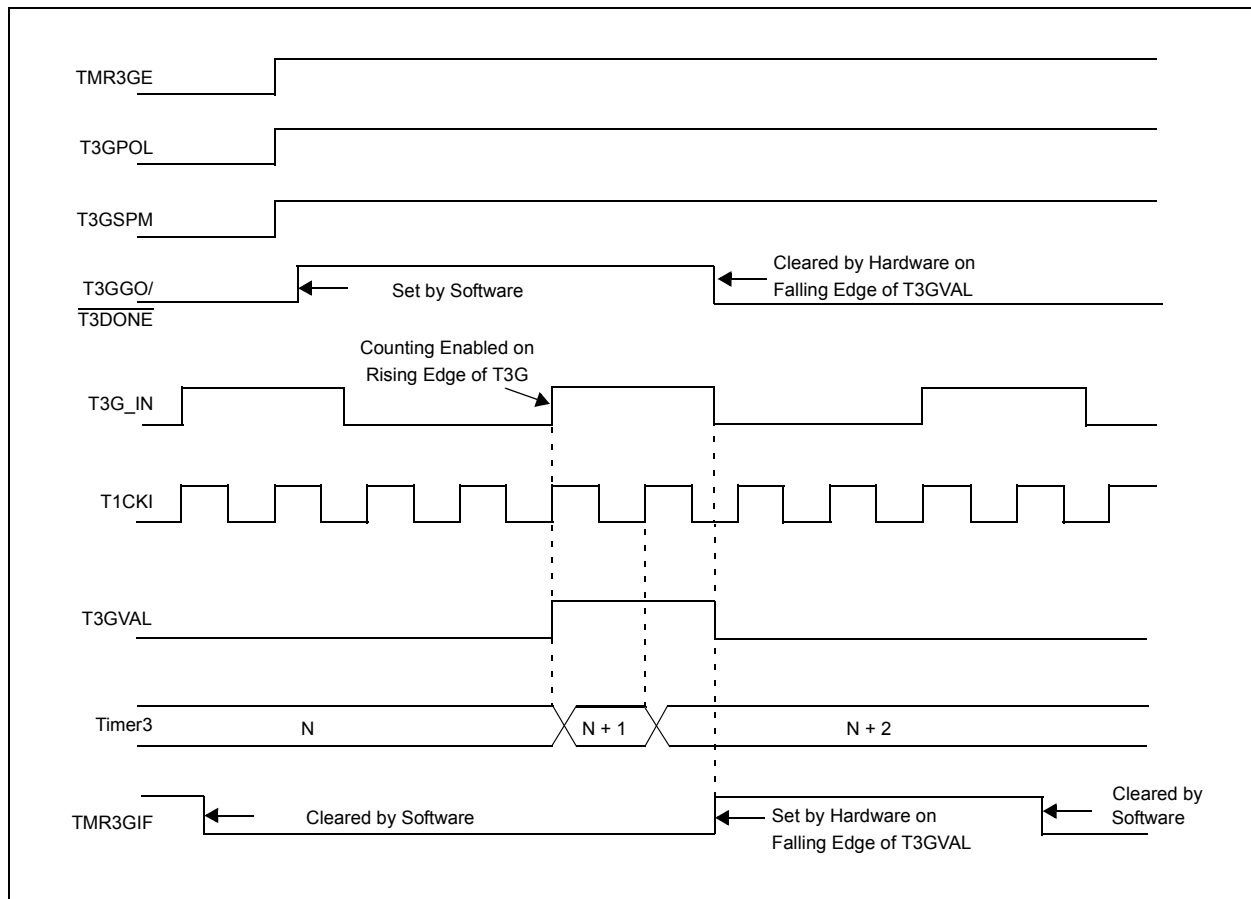 TMR3GE
T3GPOL
T3GSPM
T3GGO/
T3DONE
Set by Software
Cleared by Hardware on
Falling Edge of T3GVAL
Counting Enabled on
Rising Edge of T3G
T3G_IN
T1CKI
T3GVAL
Timer3
N
N + 1
N + 2
TMR3GIF
Cleared by Software
Set by Hardware on
Falling Edge of T3GVAL
Cleared by
Software